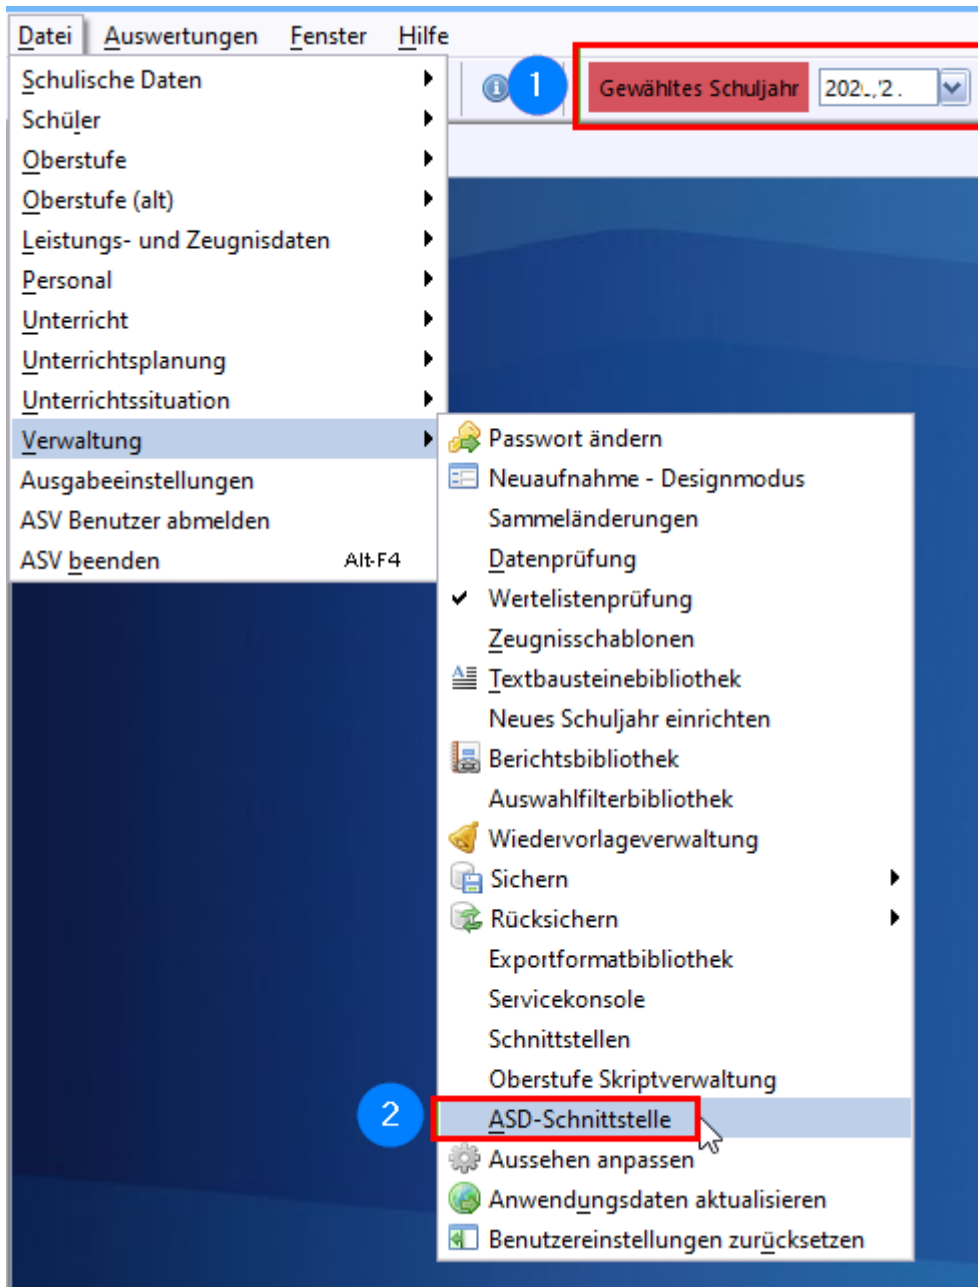 Datei Auswertungen Fenster Hilfe
1 Gewähltes Schuljahr
Schulische Daten
Schüler
Oberstufe
Oberstufe (alt)
Leistungs- und Zeugnisdaten
Personal
Unterricht
Unterrichtsplanung
Unterrichtssituation
Verwaltung
Ausgabeeinstellungen
ASV Benutzer abmelden
ASV beenden Alt-F4
Passwort ändern
Neuaufnahme - Designmodus
Sammeländerungen
Datenprüfung
Wertelistenprüfung
Zeugnisschablonen
Textbausteinebibliothek
Neues Schuljahr einrichten
Berichtsbibliothek
Auswahlfilterbibliothek
Wiedervorlageverwaltung
Sichern
Rücksichern
Exportformatbibliothek
Servicekonsole
Schnittstellen
Oberstufe Skriptverwaltung
2 ASD-Schnittstelle
Aussehen anpassen
Anwendungsdaten aktualisieren
Benutzereinstellungen zurücksetzen